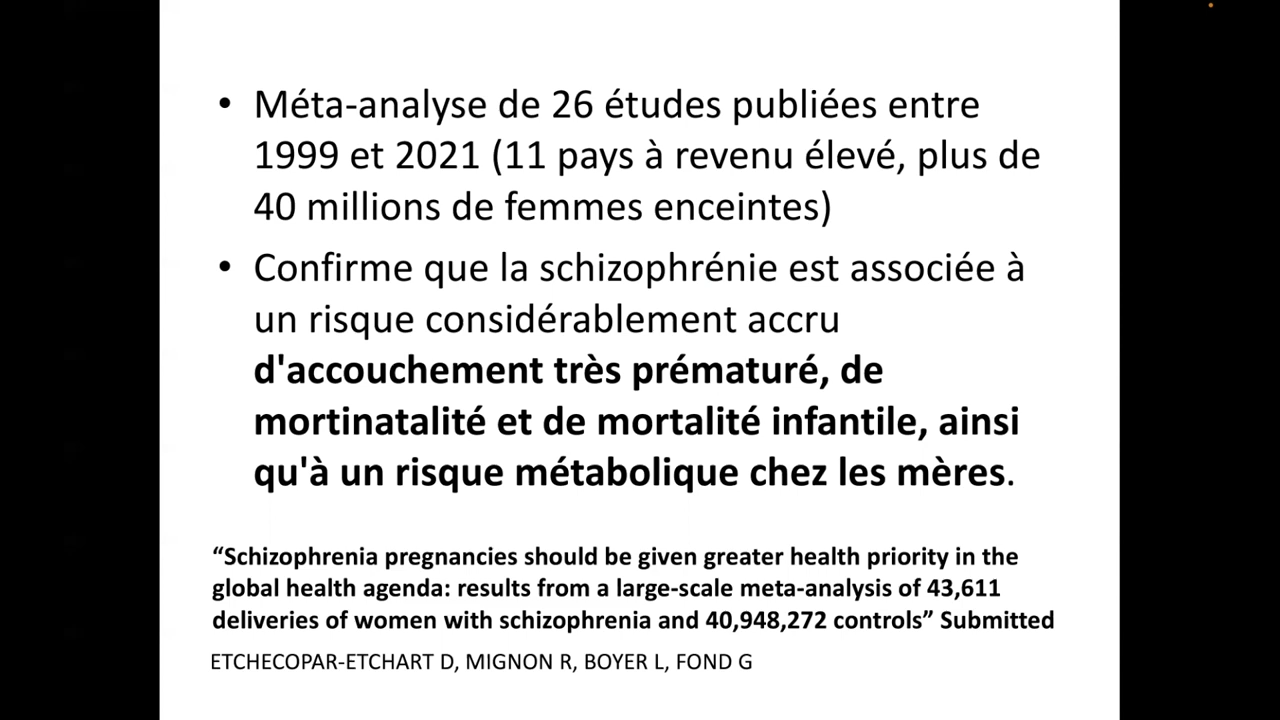 • Méta-analyse de 26 études publiées entre
1999 et 2021 (11 pays à revenu élevé, plus de
40 millions de femmes enceintes)
• Confirme que la schizophrénie est associée à
un risque considérablement accru
d'accouchement très prématuré, de
mortinatalité et de mortalité infantile, ainsi
qu'à un risque métabolique chez les mères.
“Schizophrenia pregnancies should be given greater health priority in the
global health agenda: results from a large-scale meta-analysis of 43,611
deliveries of women with schizophrenia and 40,948,272 controls” Submitted
ETCHECOPAR-ETCHART D, MIGNON R, BOYER L, FOND G